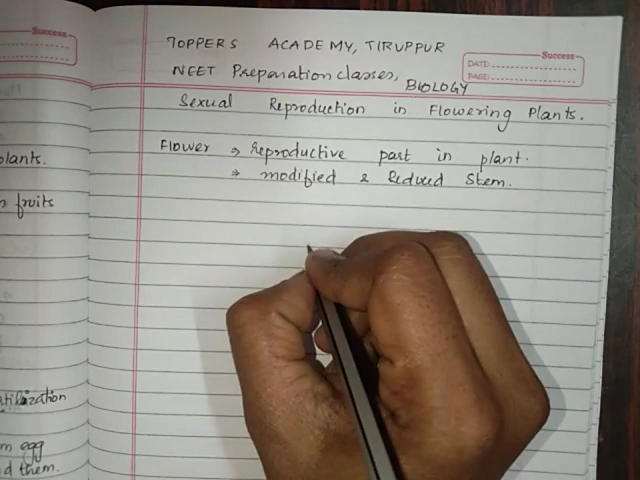 TOPPERS ACADEMY, TIRUPPUR
NEET Preparation classes, BIOLOGY
Success
DATE:
PAGE:
Sexual Reproduction in Flowering Plants.
Flower → Reproductive part in plant.
→ modified & Reduced Stem.
Success
plants.
fruits
egg
d them.